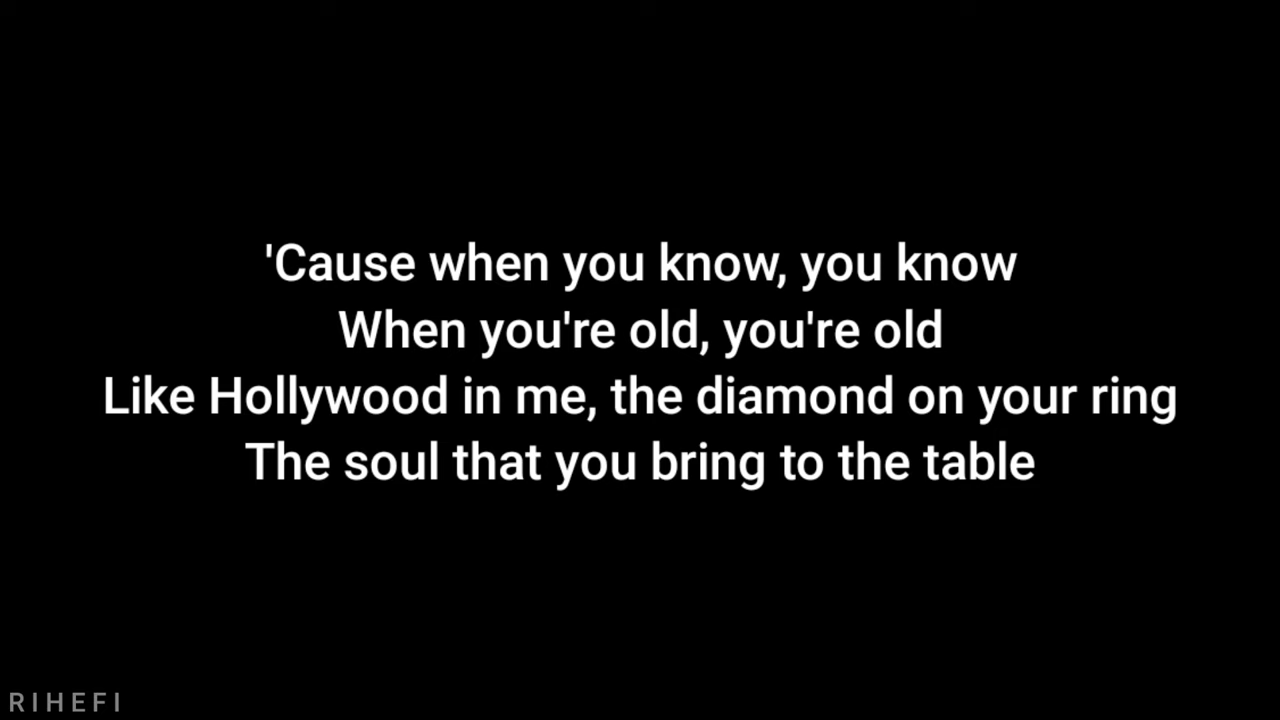 'Cause when you know, you know
When you're old, you're old
Like Hollywood in me, the diamond on your ring
The soul that you bring to the table
RIHEFI